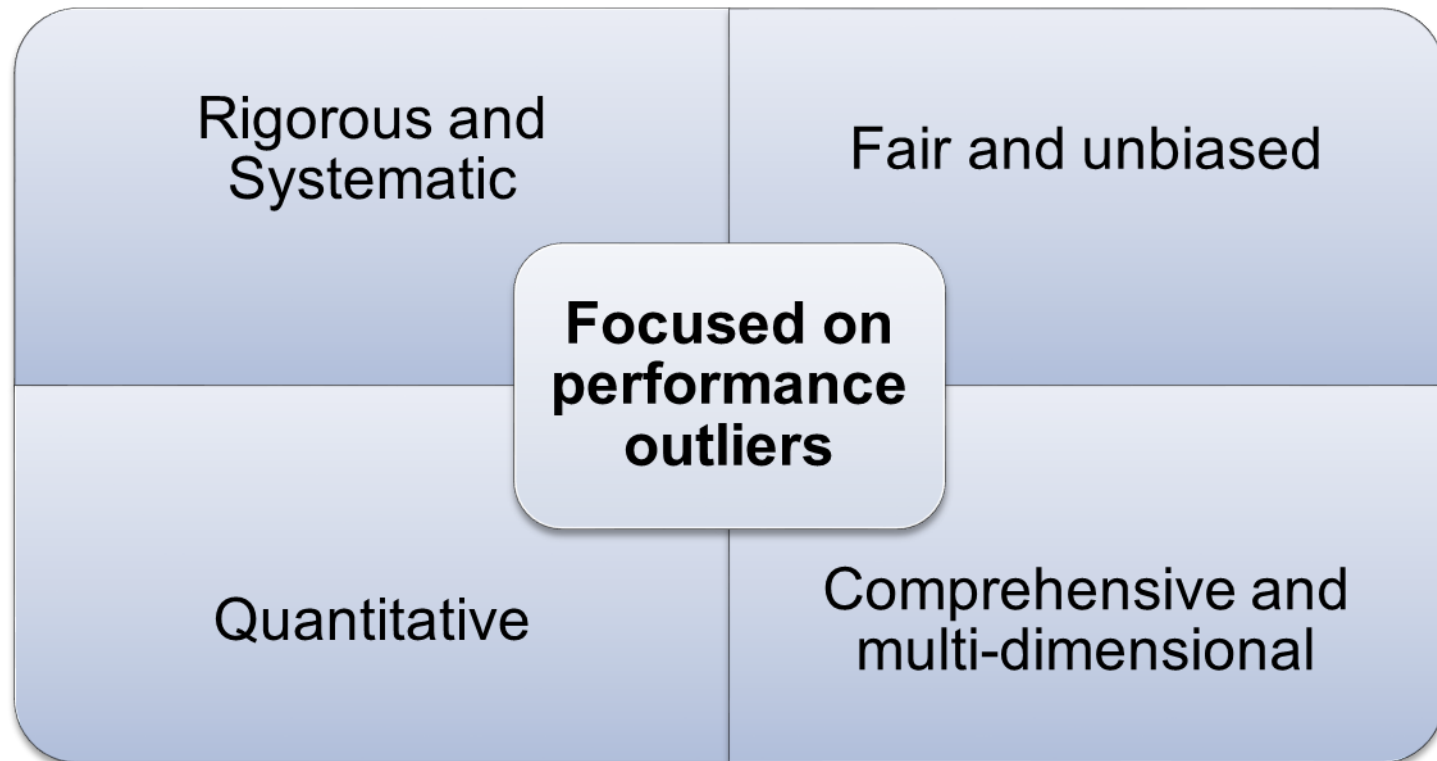 Rigorous and
Systematic
Fair and unbiased
Focused on
performance
outliers
Quantitative
Comprehensive and
multi-dimensional